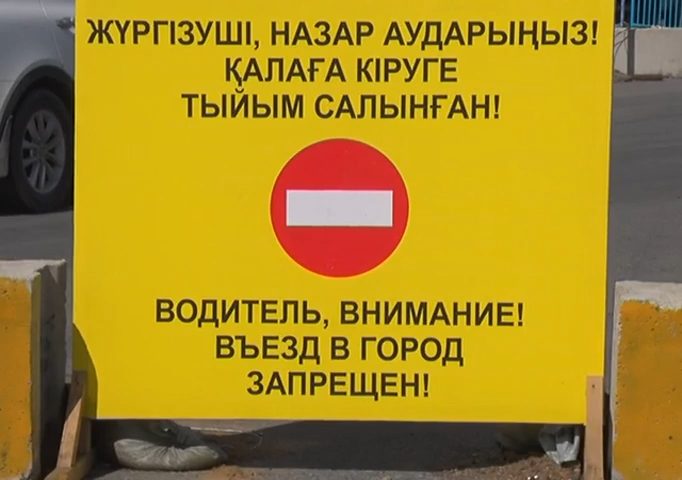 ЖҮРГІЗУШІ, НАЗАР АУДАРЫҢЫЗ!
ҚАЛАҒА КІРУГЕ
ТЫЙЫМ САЛЫНҒАН!
ВОДИТЕЛЬ, ВНИМАНИЕ!
ВЪЕЗД В ГОРОД
ЗАПРЕЩЕН!